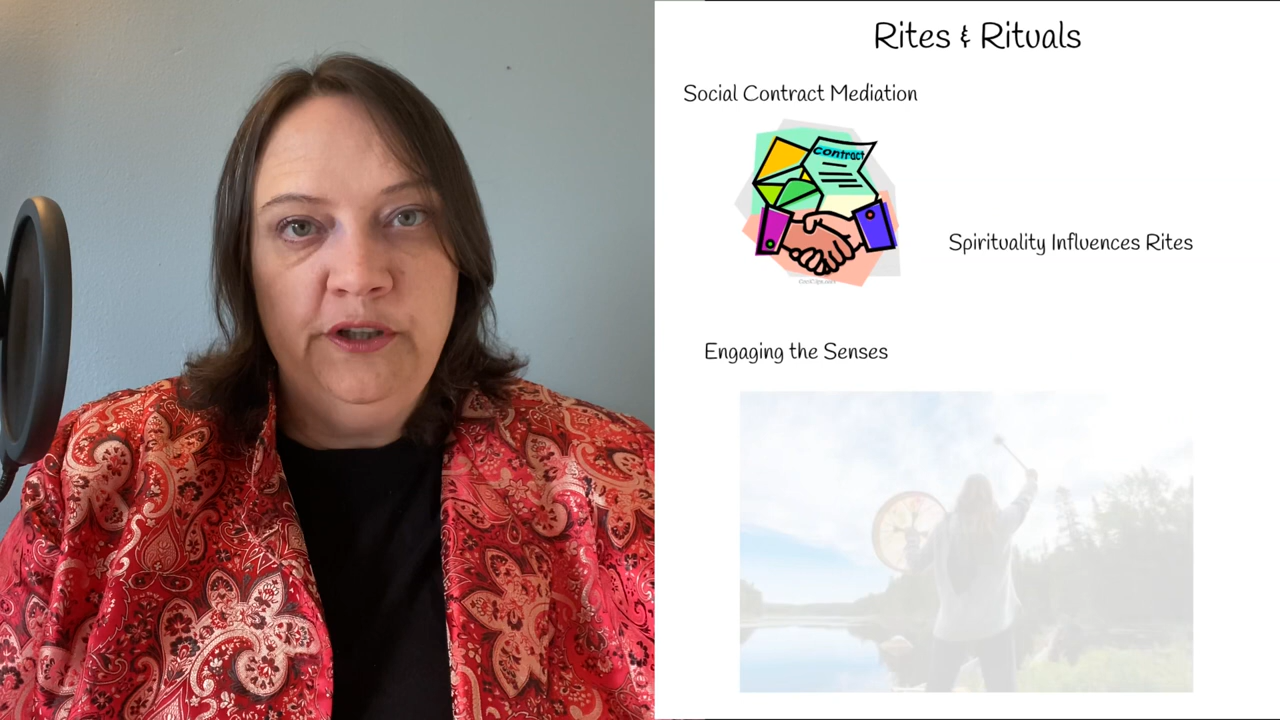 Rites & Rituals
Social Contract Mediation
contract
Spirituality Influences Rites
Engaging the Senses